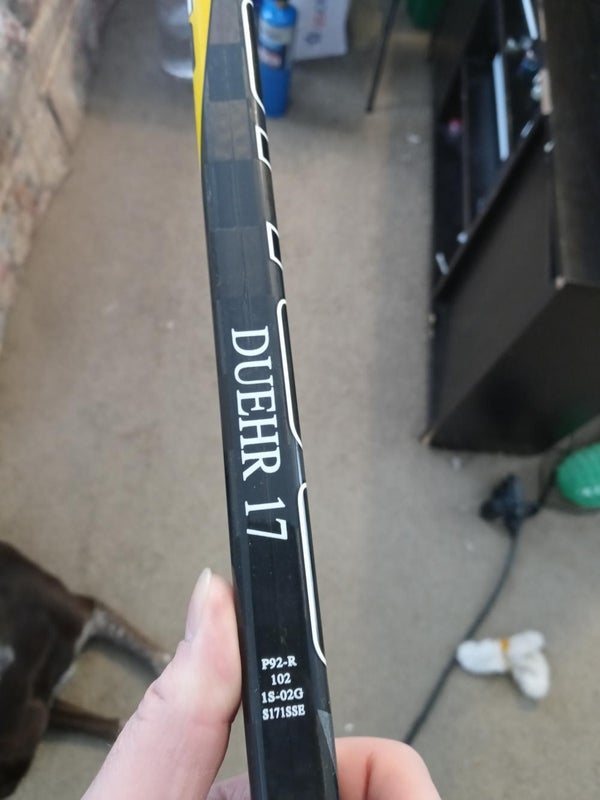 DUEHR 17
P92-R
102
1S-02G
S171SSE